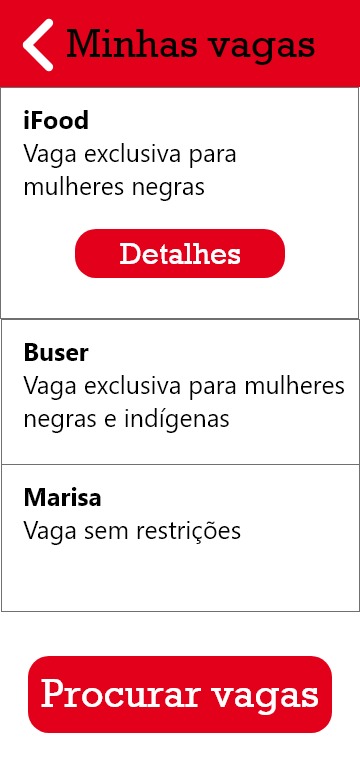 Minhas vagas
iFood
Vaga exclusiva para
mulheres negras
Detalhes
Buser
Vaga exclusiva para mulheres
negras e indígenas
Marisa
Vaga sem restrições
Procurar vagas